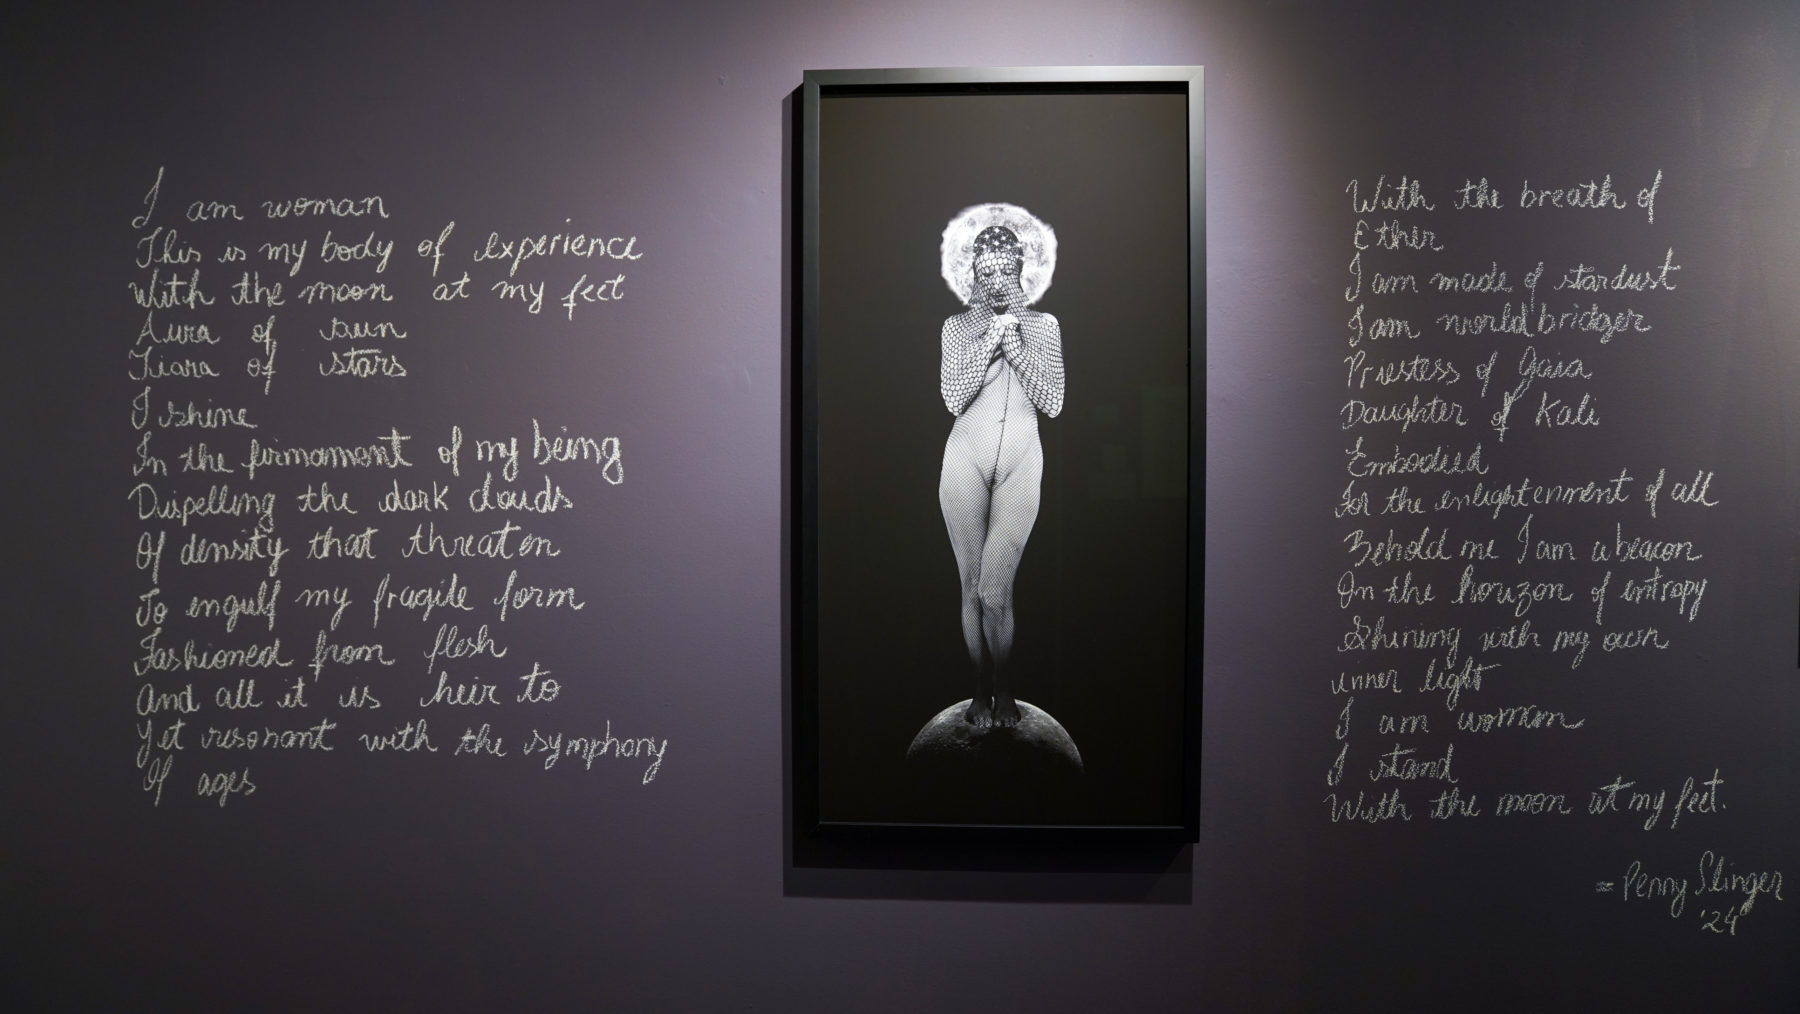 I am woman
This is my body of experience
With the moon at my feet
Aura of sun
Tiara of stars
I shine
In the firmament of my being
Dispelling the dark clouds
Of density that threaten
To engulf my fragile form
Fashioned from flesh
And all it is heir to
Yet resonant with the symphony
Of ages
With the breath of
Ether
I am made of stardust
I am world bridger
Priestess of Gaia
Daughter of Kali
Embodied
For the enlightenment of all
Behold me I am a beacon
On the horizon of entropy
Shining with my own
inner light
I am woman
I stand
With the moon at my feet.
= Penny Slinger
'24